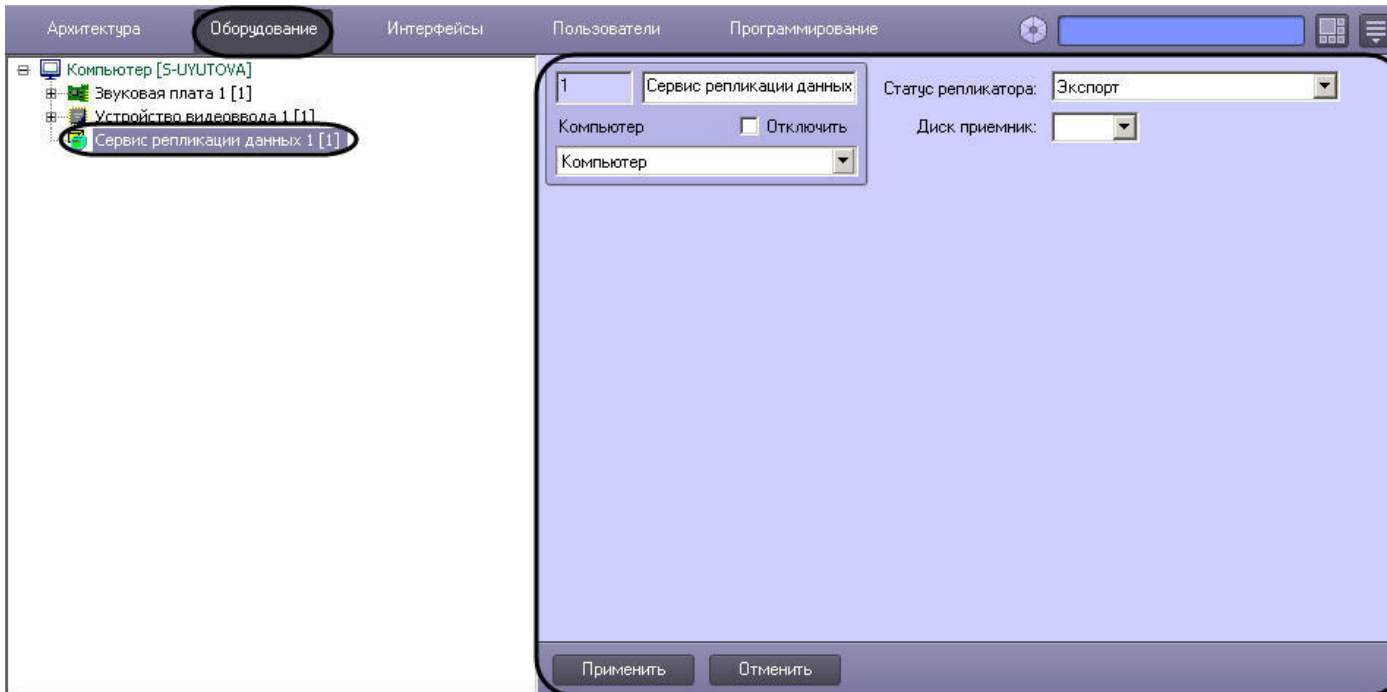 Архитектура Оборудование Интерфейсы Пользователи Программирование
Компьютер [S-UYUTOVA]
Звуковая плата 1 [1]
Устройство видеоввода 1 [1]
Сервис репликации данных 1 [1]
1 Сервис репликации данных
Статус репликатора: Экспорт
Компьютер Отключить
Диск приемник:
Компьютер
Применить Отменить